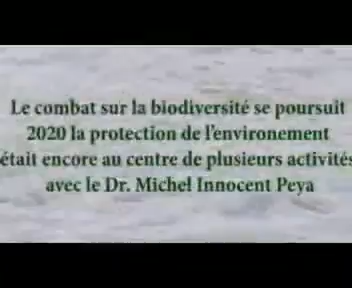 Le combat sur la biodiversité se poursuit
2020 la protection de l'environement
était encore au centre de plusieurs activités
avec le Dr. Michel Innocent Peya